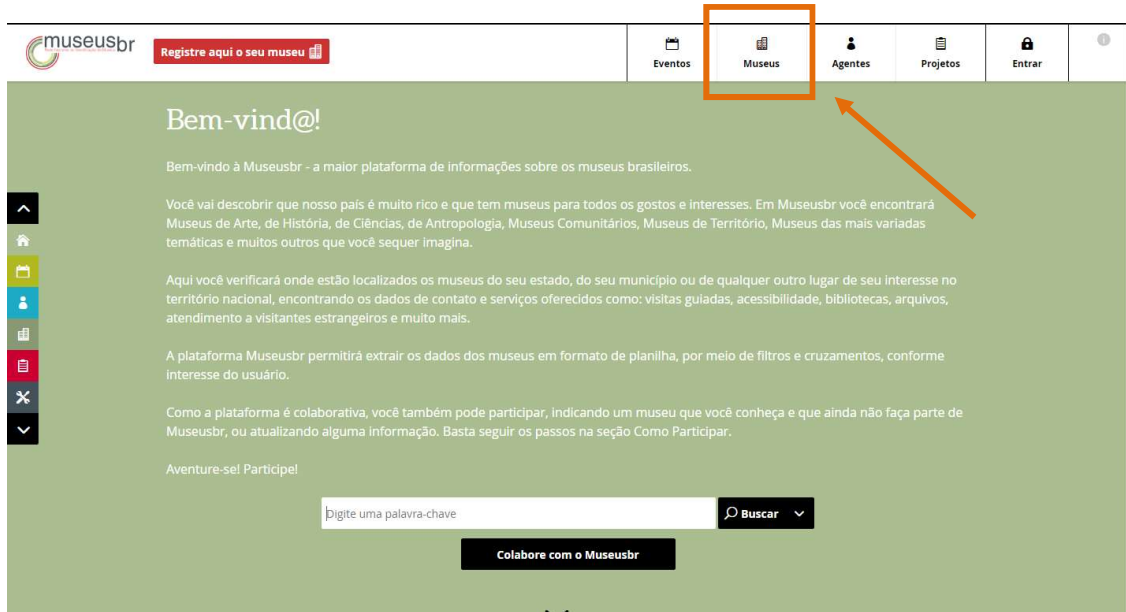 museusbr
Registre aqui o seu museu
Eventos
Museus
Agentes
Projetos
Entrar
Bem-vind@!
Bem-vindo à Museusbr - a maior plataforma de informações sobre os museus brasileiros.
Você vai descobrir que nosso país é muito rico e que tem museus para todos os gostos e interesses. Em Museusbr você encontrará
Museus de Arte, de História, de Ciências, de Antropologia, Museus Comunitários, Museus de Território, Museus das mais variadas
temáticas e muitos outros que você sequer imagina.
Aqui você verificará onde estão localizados os museus do seu estado, do seu município ou de qualquer outro lugar de seu interesse no
território nacional, encontrando os dados de contato e serviços oferecidos como: visitas guiadas, acessibilidade, bibliotecas, arquivos,
atendimento a visitantes estrangeiros e muito mais.
A plataforma Museusbr permitirá extrair os dados dos museus em formato de planilha, por meio de filtros e cruzamentos, conforme
interesse do usuário.
Como a plataforma é colaborativa, você também pode participar, indicando um museu que você conheça e que ainda não faça parte de
Museusbr, ou atualizando alguma informação. Basta seguir os passos na seção Como Participar.
Aventure-se! Participe!
Digite uma palavra-chave
Buscar
Colabore com o Museusbr